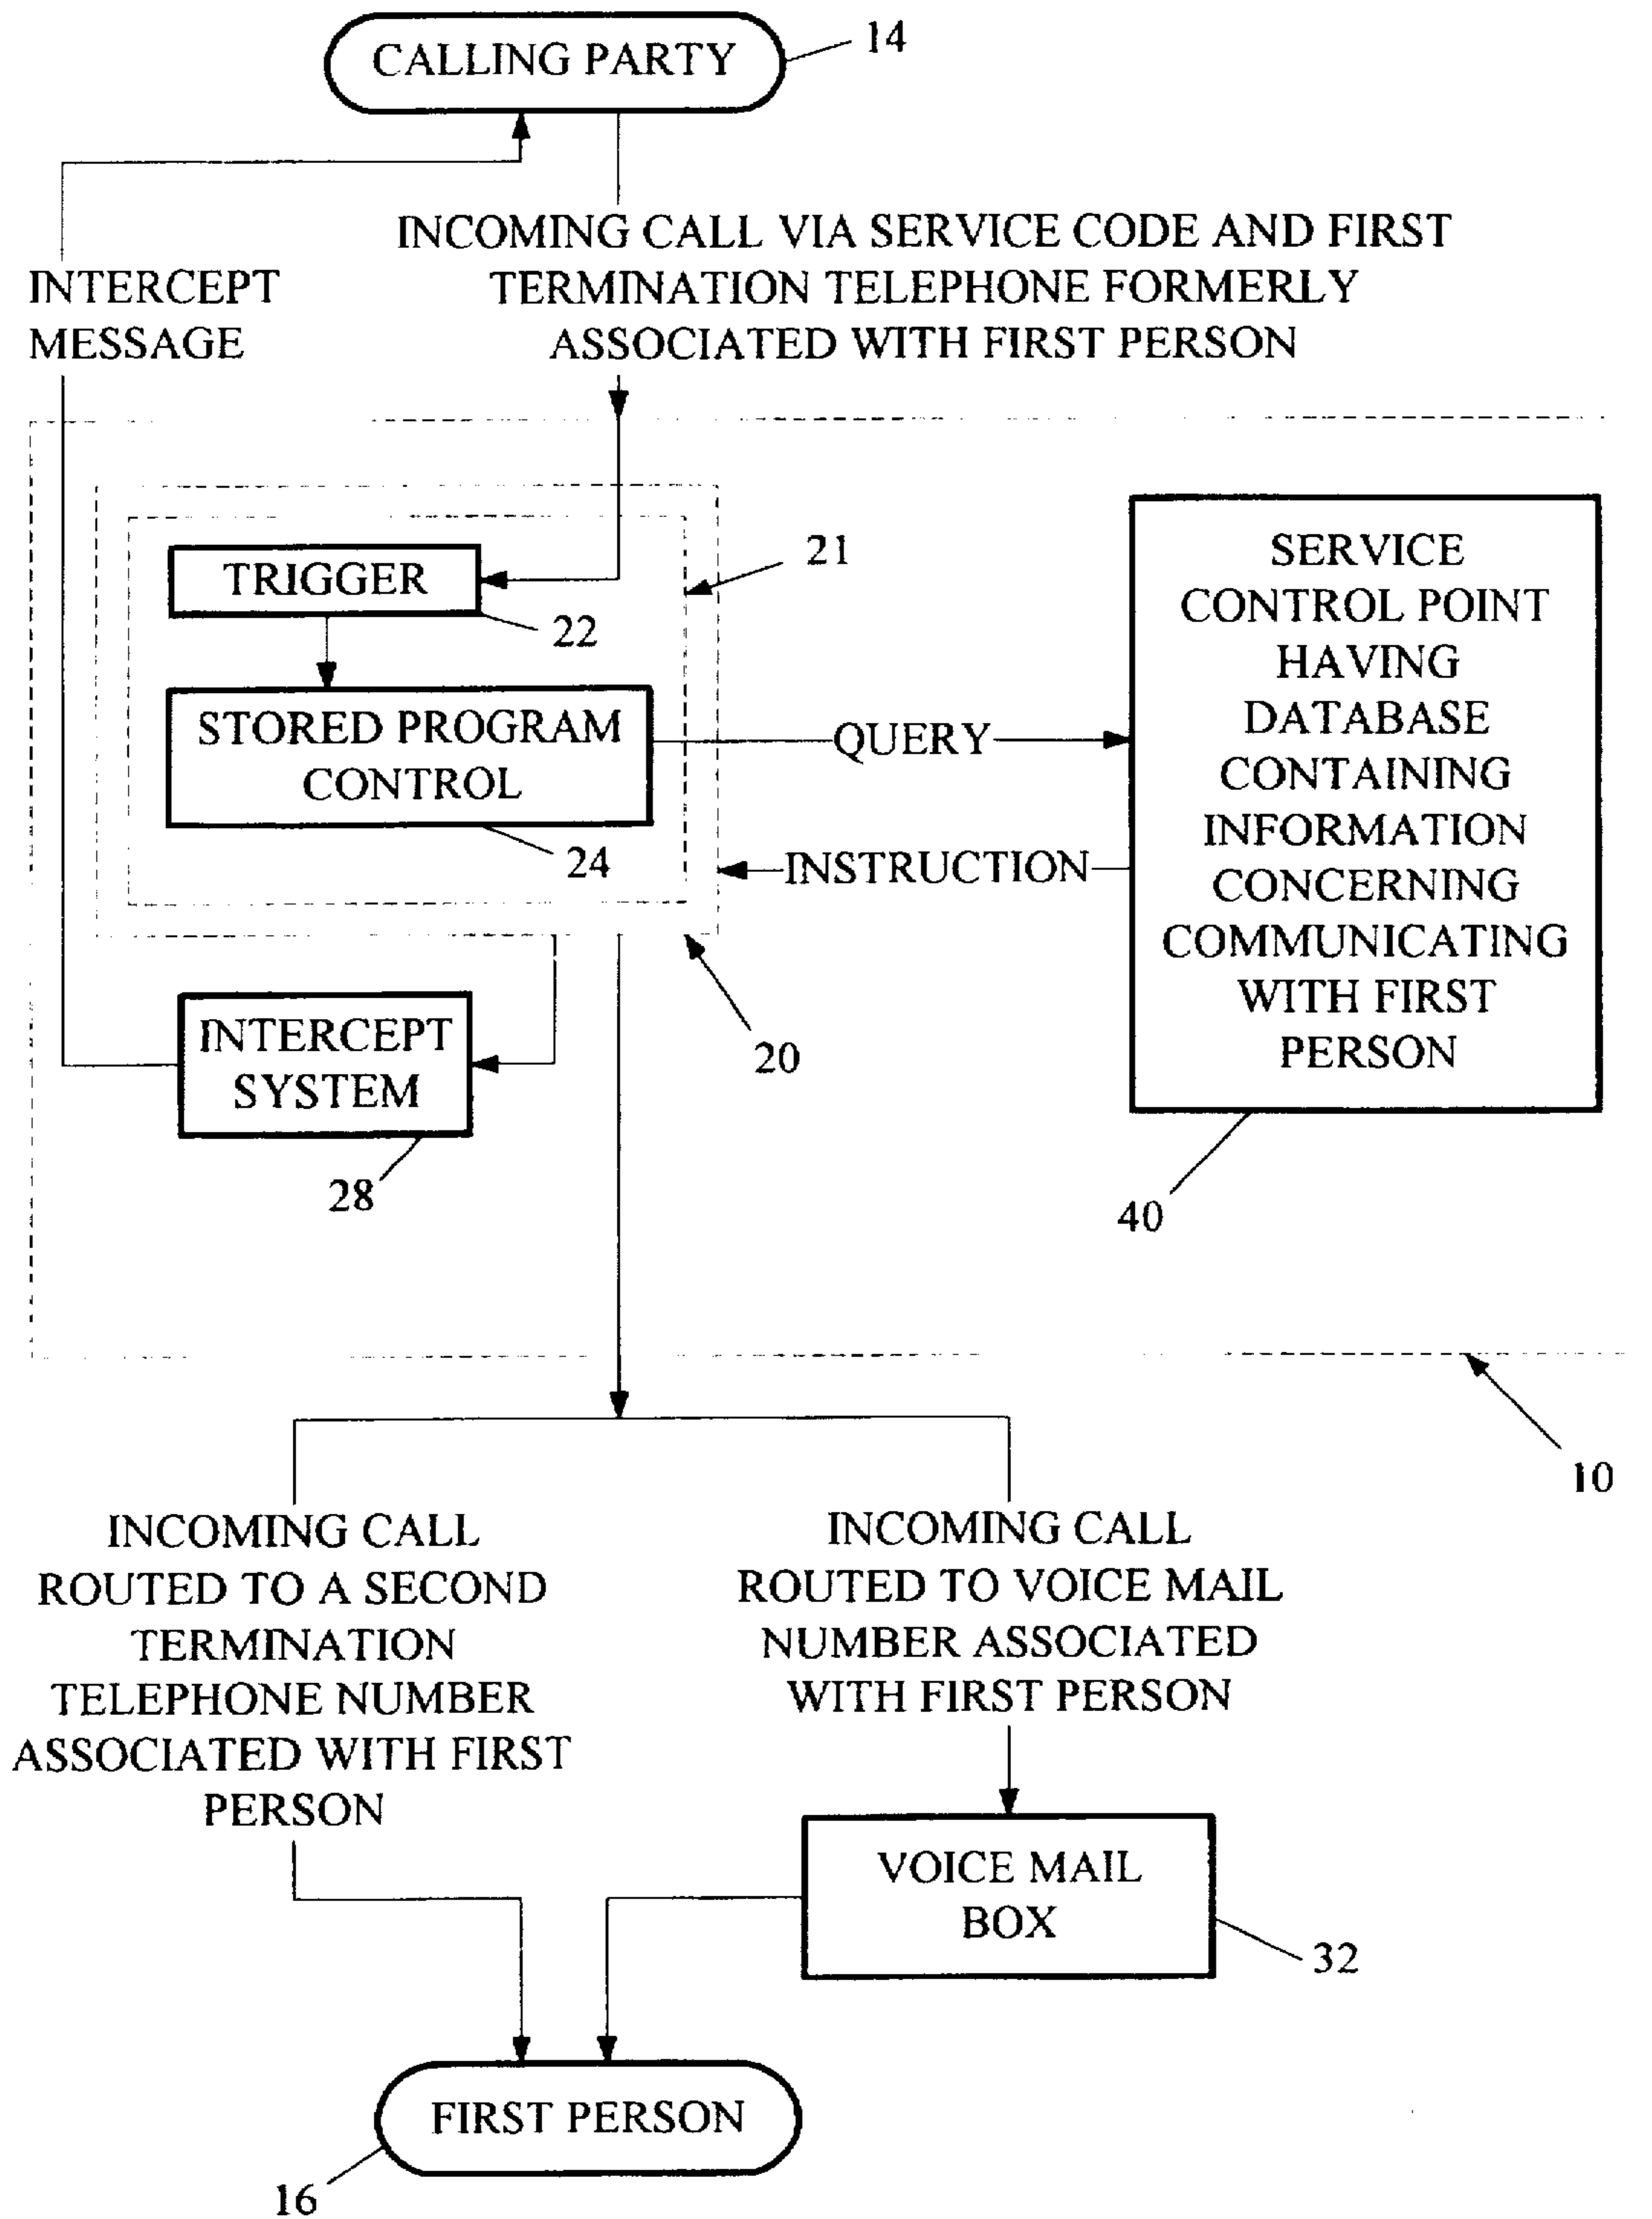 CALLING PARTY
14
INCOMING CALL VIA SERVICE CODE AND FIRST
TERMINATION TELEPHONE FORMERLY
ASSOCIATED WITH FIRST PERSON
INTERCEPT
MESSAGE
TRIGGER
22
21
STORED PROGRAM
CONTROL
24
QUERY
INSTRUCTION
SERVICE
CONTROL POINT
HAVING
DATABASE
CONTAINING
INFORMATION
CONCERNING
COMMUNICATING
WITH FIRST
PERSON
40
20
INTERCEPT
SYSTEM
28
10
INCOMING CALL
ROUTED TO A SECOND
TERMINATION
TELEPHONE NUMBER
ASSOCIATED WITH FIRST
PERSON
INCOMING CALL
ROUTED TO VOICE MAIL
NUMBER ASSOCIATED
WITH FIRST PERSON
VOICE MAIL
BOX
32
FIRST PERSON
16